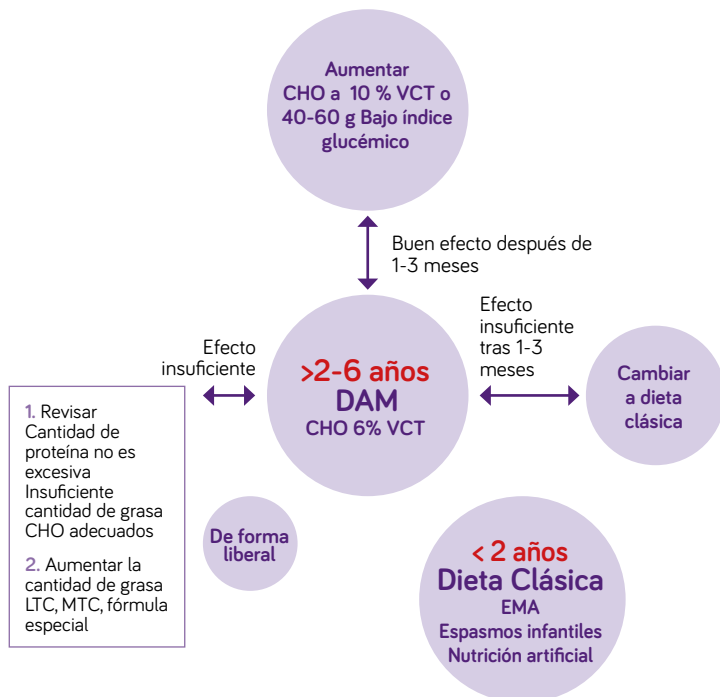 Aumentar
CHO a 10 % VCT o
40-60 g Bajo índice
glucémico
Buen efecto después de
1-3 meses
Efecto
insuficiente
>2-6 años
DAM
CHO 6% VCT
Efecto
insuficiente
tras 1-3
meses
Cambiar
a dieta
clásica
1. Revisar
Cantidad de
proteína no es
excesiva
Insuficiente
cantidad de grasa
CHO adecuados
2. Aumentar la
cantidad de grasa
LTC, MTC, fórmula
especial
De forma
liberal
< 2 años
Dieta Clásica
EMA
Espasmos infantiles
Nutrición artificial